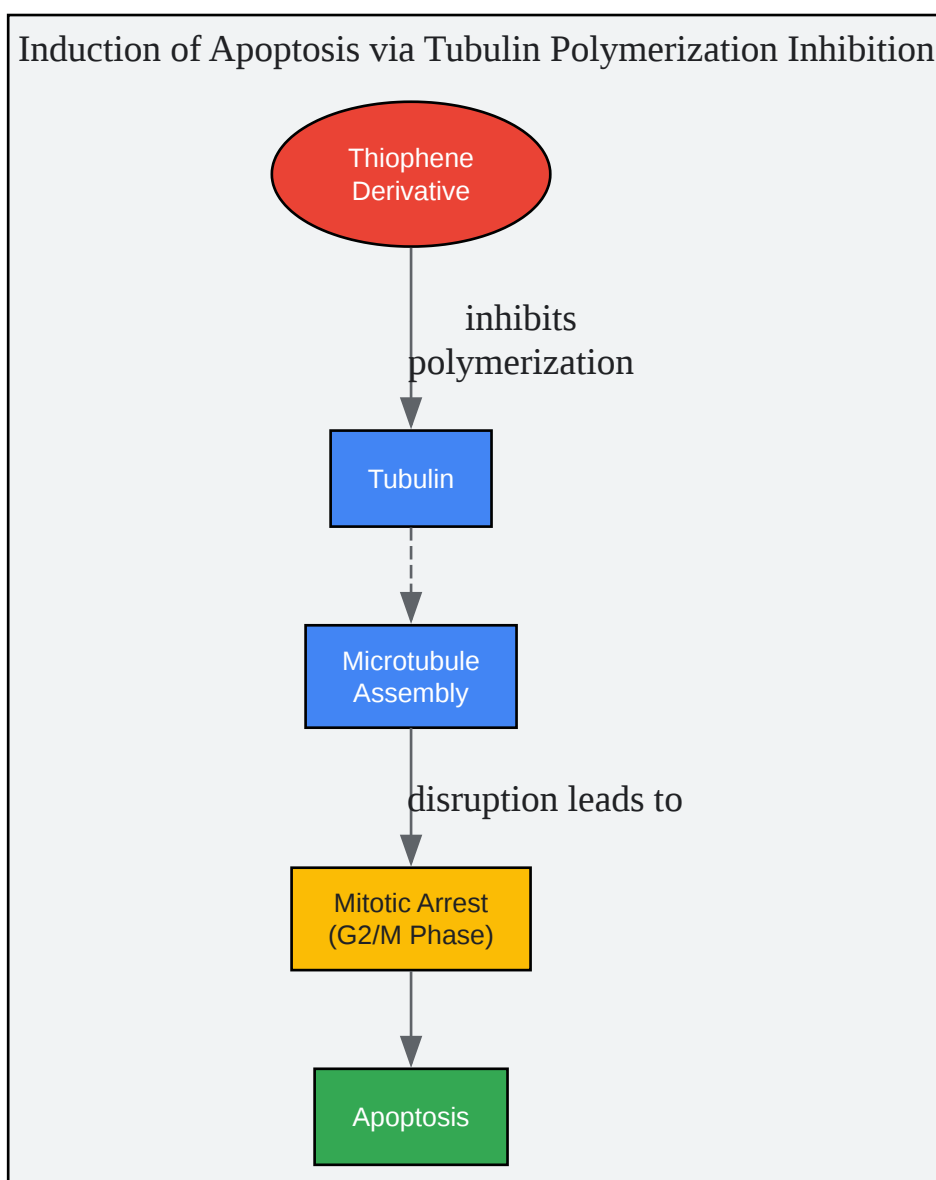 Induction of Apoptosis via Tubulin Polymerization Inhibition
Thiophene
Derivative
inhibits
polymerization
Tubulin
Microtubule
Assembly
disruption leads to
Mitotic Arrest
(G2/M Phase)
Apoptosis